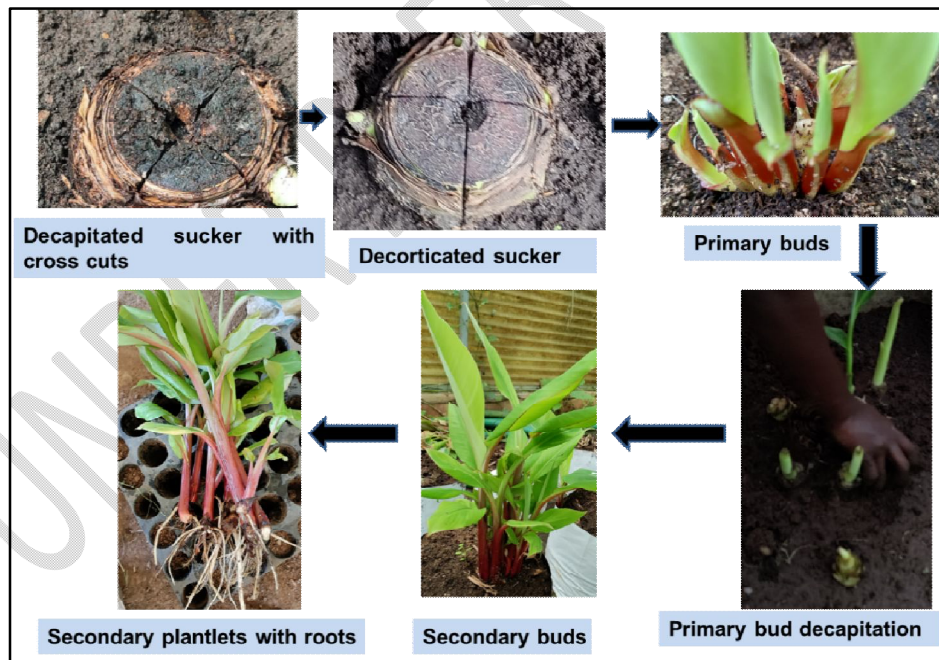 Decapitated sucker with
cross cuts
Decorticated sucker
Primary buds
Primary bud decapitation
Secondary buds
Secondary plantlets with roots